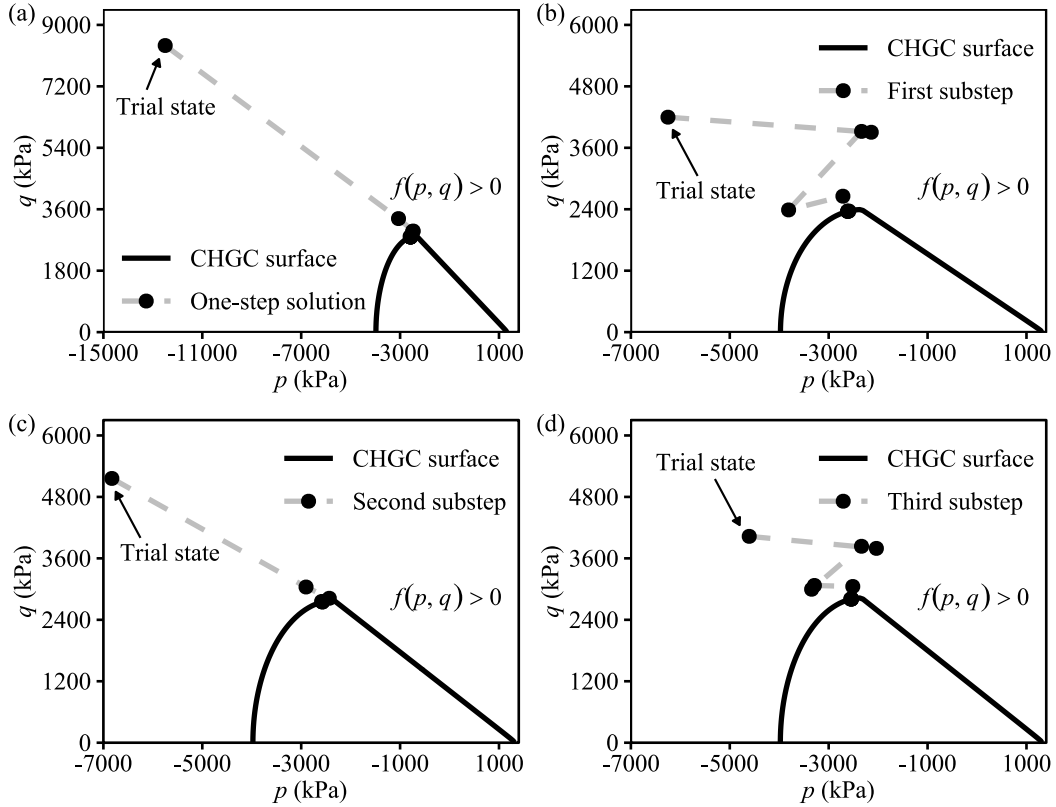 (a)
9000
7200
5400
3600
1800
0
q (kPa)
Trial state
f(p, q) > 0
CHGC surface
One-step solution
-15000 -11000 -7000 -3000 1000
p (kPa)
(b)
6000
4800
3600
2400
1200
0
q (kPa)
CHGC surface
First substep
Trial state
f(p, q) > 0
-7000 -5000 -3000 -1000 1000
p (kPa)
(c)
6000
4800
3600
2400
1200
0
q (kPa)
CHGC surface
Second substep
Trial state
f(p, q) > 0
-7000 -5000 -3000 -1000 1000
p (kPa)
(d)
6000
4800
3600
2400
1200
0
q (kPa)
Trial state
CHGC surface
Third substep
f(p, q) > 0
-7000 -5000 -3000 -1000 1000
p (kPa)